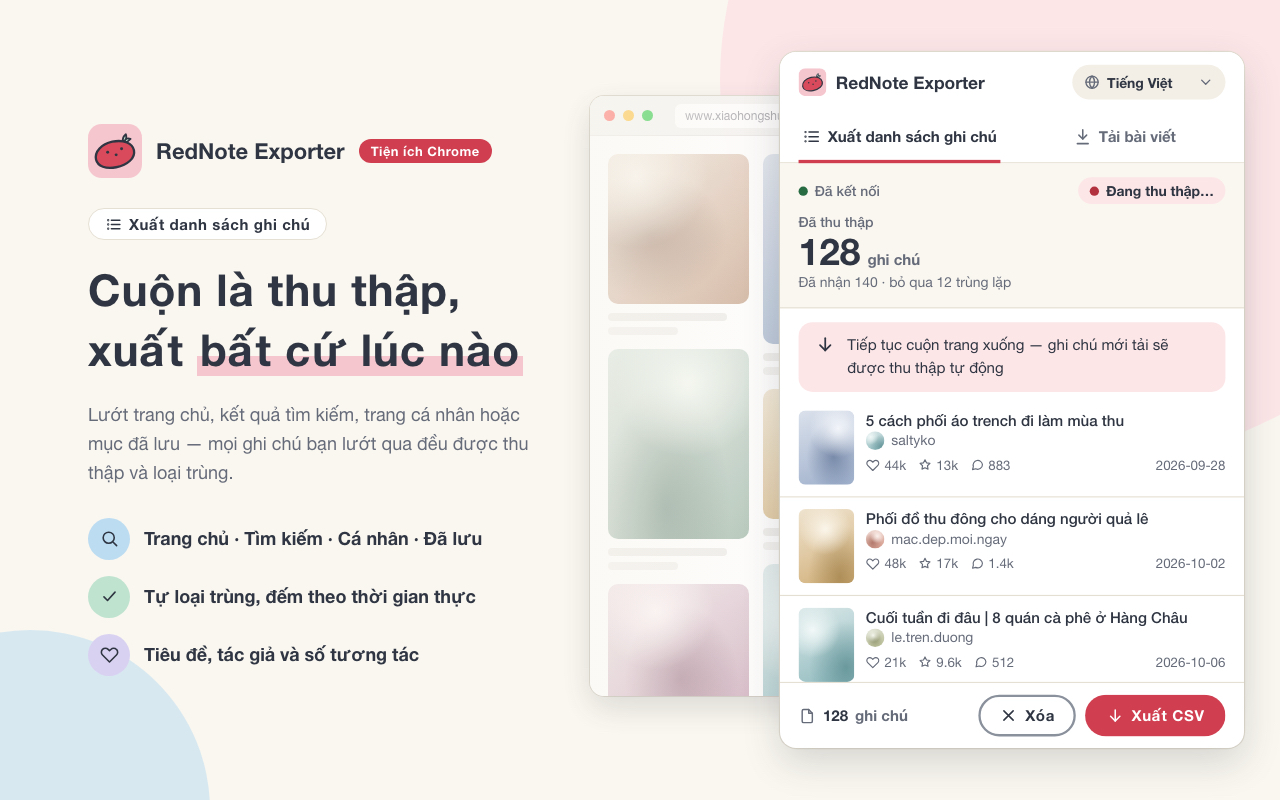 RedNote Exporter
Tiện ích Chrome
Xuất danh sách ghi chú
Cuộn là thu thập,
xuất bất cứ lúc nào
Lướt trang chủ, kết quả tìm kiếm, trang cá nhân hoặc
mục đã lưu — mọi ghi chú bạn lướt qua đều được thu
thập và loại trùng.
Trang chủ · Tìm kiếm · Cá nhân · Đã lưu
Tự loại trùng, đếm theo thời gian thực
Tiêu đề, tác giả và số tương tác
RedNote Exporter
Tiếng Việt
Xuất danh sách ghi chú
Tải bài viết
Đã kết nối
Đang thu thập...
Đã thu thập
128 ghi chú
Đã nhận 140 · bỏ qua 12 trùng lặp
Tiếp tục cuộn trang xuống — ghi chú mới tải sẽ
được thu thập tự động
5 cách phối áo trench đi làm mùa thu
saltyko
44k 13k 883 2026-09-28
Phối đồ thu đông cho dáng người quả lê
mac.dep.moi.ngay
48k 17k 1.4k 2026-10-02
Cuối tuần đi đâu | 8 quán cà phê ở Hàng Châu
le.tren.duong
21k 9.6k 512 2026-10-06
128 ghi chú
Xóa
Xuất CSV